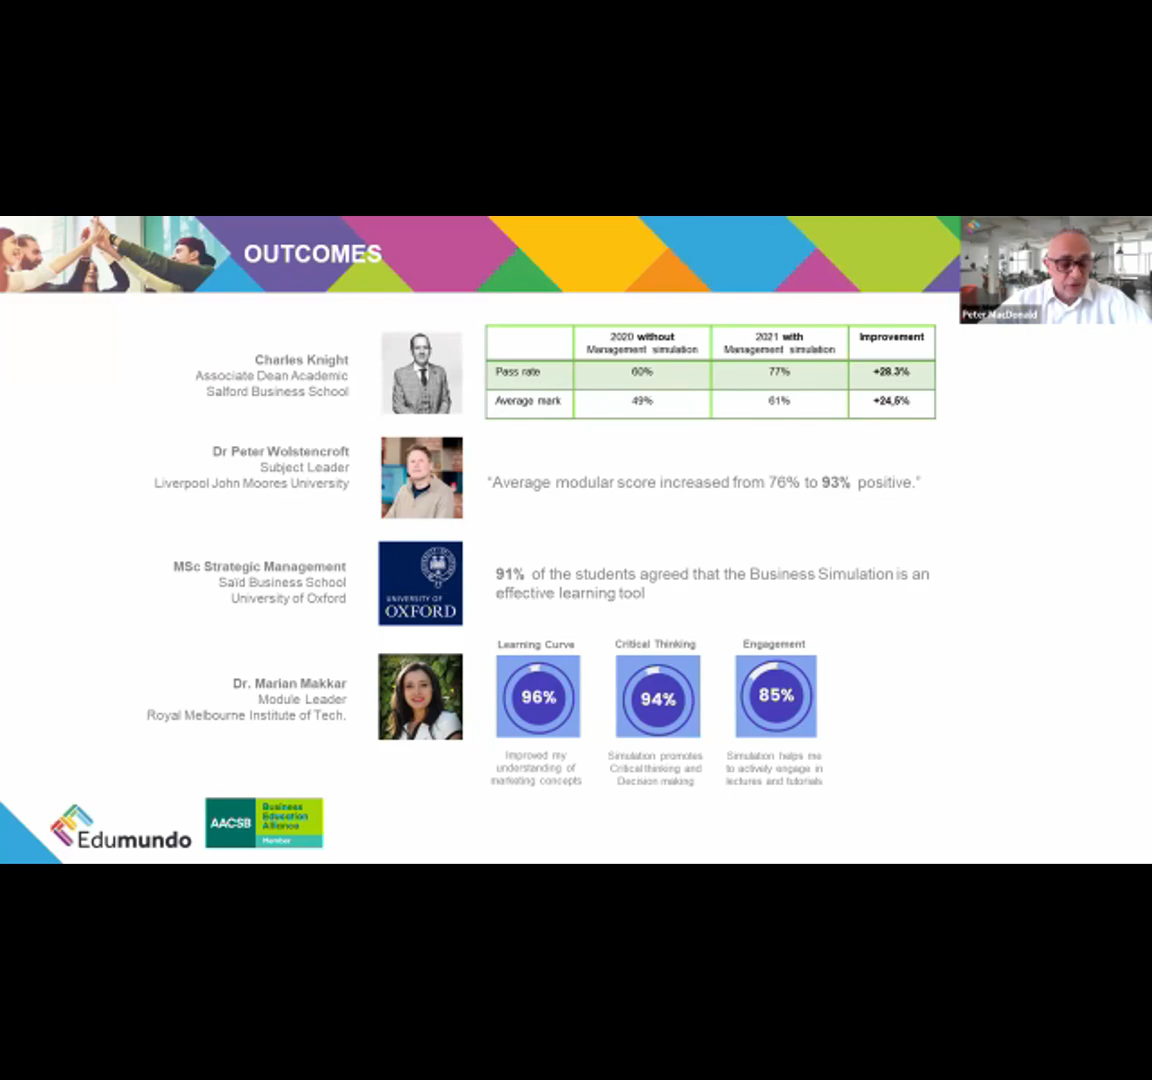 OUTCOMES
Peter MacDonald
Charles Knight
Associate Dean Academic
Salford Business School
2020 without
Management simulation
2021 with
Management simulation
Improvement
Pass rate 60% 77% +28.3%
Average mark 49% 61% +24,5%
Dr Peter Wolstencroft
Subject Leader
Liverpool John Moores University
“Average modular score increased from 76% to 93% positive.”
MSc Strategic Management
Saïd Business School
University of Oxford
UNIVERSITY OF
OXFORD
91% of the students agreed that the Business Simulation is an
effective learning tool
Dr. Marian Makkar
Module Leader
Royal Melbourne Institute of Tech.
Learning Curve
96%
Improved my
understanding of
marketing concepts
Critical Thinking
94%
Simulation promotes
Critical thinking and
Decision making
Engagement
85%
Simulation helps me
to actively engage in
lectures and tutorials
Edumundo
AACSB
Business
Education
Alliance
Member